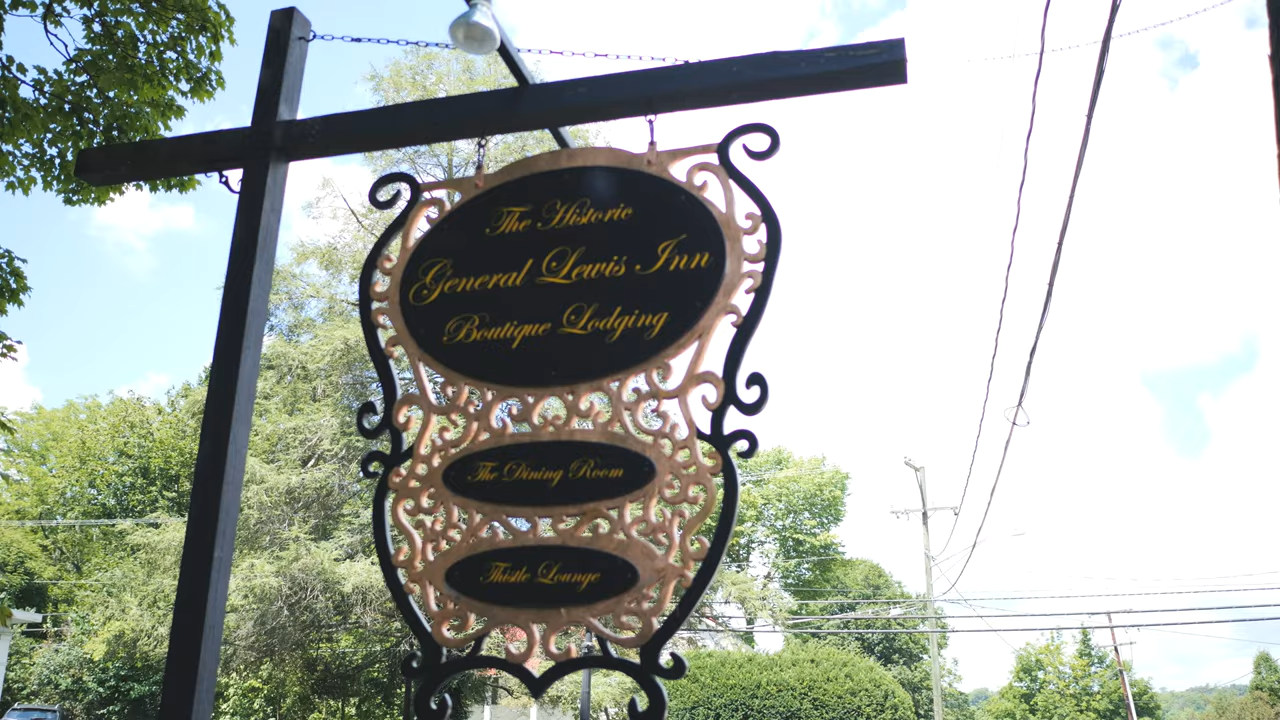 The Historic
General Lewis Inn
Boutique Lodging
The Dining Room
Thistle Lounge